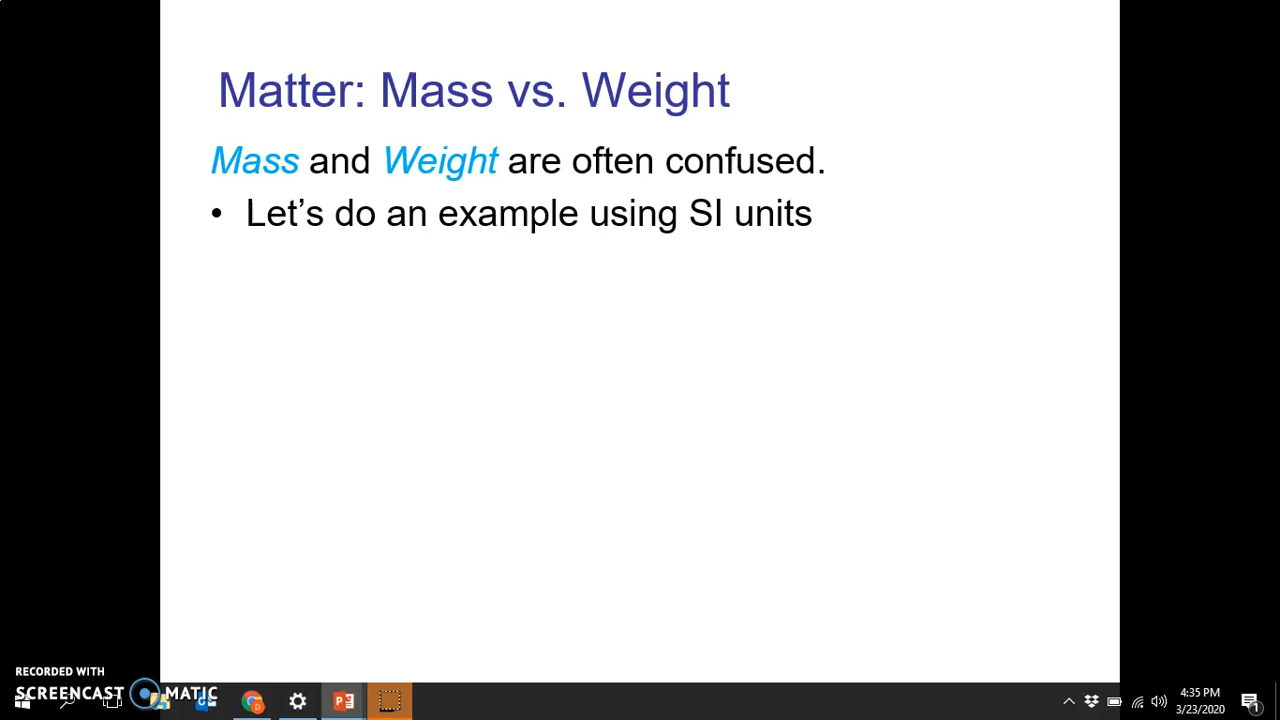 Matter: Mass vs. Weight
Mass and Weight are often confused.
• Let’s do an example using SI units
RECORDED WITH
SCREENCAST MATIC
4:35 PM
3/23/2020
1